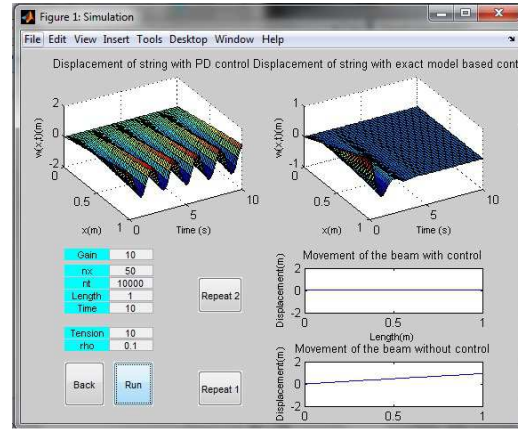 Figure 1: Simulation
File Edit View Insert Tools Desktop Window Help
Displacement of string with PD control Displacement of string with exact model based cont
w(x,t)(m)
2
0
-2
0
0.5
1
x(m)
0
5
10
Time (s)
w(x,t)(m)
1
0
-1
0
0.5
1
x(m)
0
5
10
Time (s)
Gain 10
nx 50
nt 10000
Length 1
Time 10
Tension 10
rho 0.1
Repeat 2
Back
Run
Repeat 1
Movement of the beam with control
Displacement(m)
2
0
-2
0 0.5 1
Length(m)
Movement of the beam without control
Displacement(m)
2
0
-2
0 0.5 1